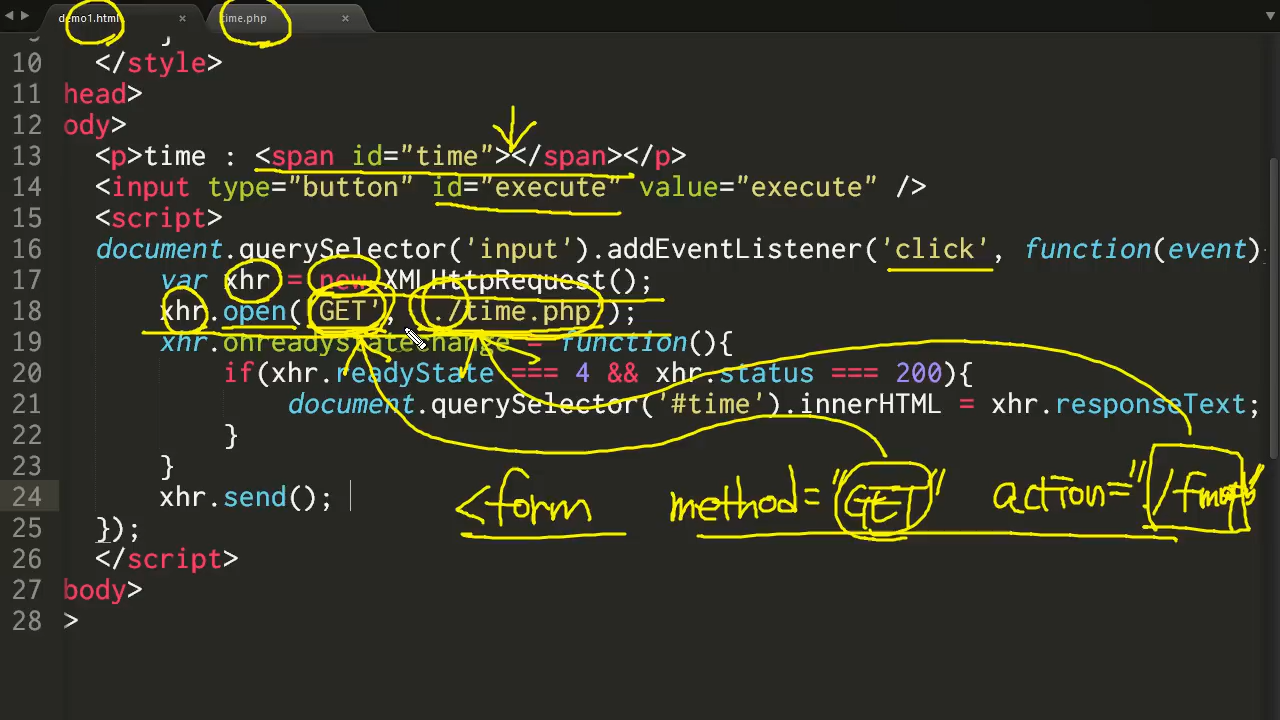 demo1.html × time.php ×
9 }
10 </style>
11 head>
12 ody>
13 <p>time : <span id="time"></span></p>
14 <input type="button" id="execute" value="execute" />
15 <script>
16 document.querySelector('input').addEventListener('click', function(event)
17 var xhr = new XMLHttpRequest();
18 xhr.open('GET', './time.php');
19 xhr.onreadystatechange = function(){
20 if(xhr.readyState === 4 && xhr.status === 200){
21 document.querySelector('#time').innerHTML = xhr.responseText;
22 }
23 }
24 xhr.send();
<form method="GET" action="
25 });
26 </script>
27 body>
28 >